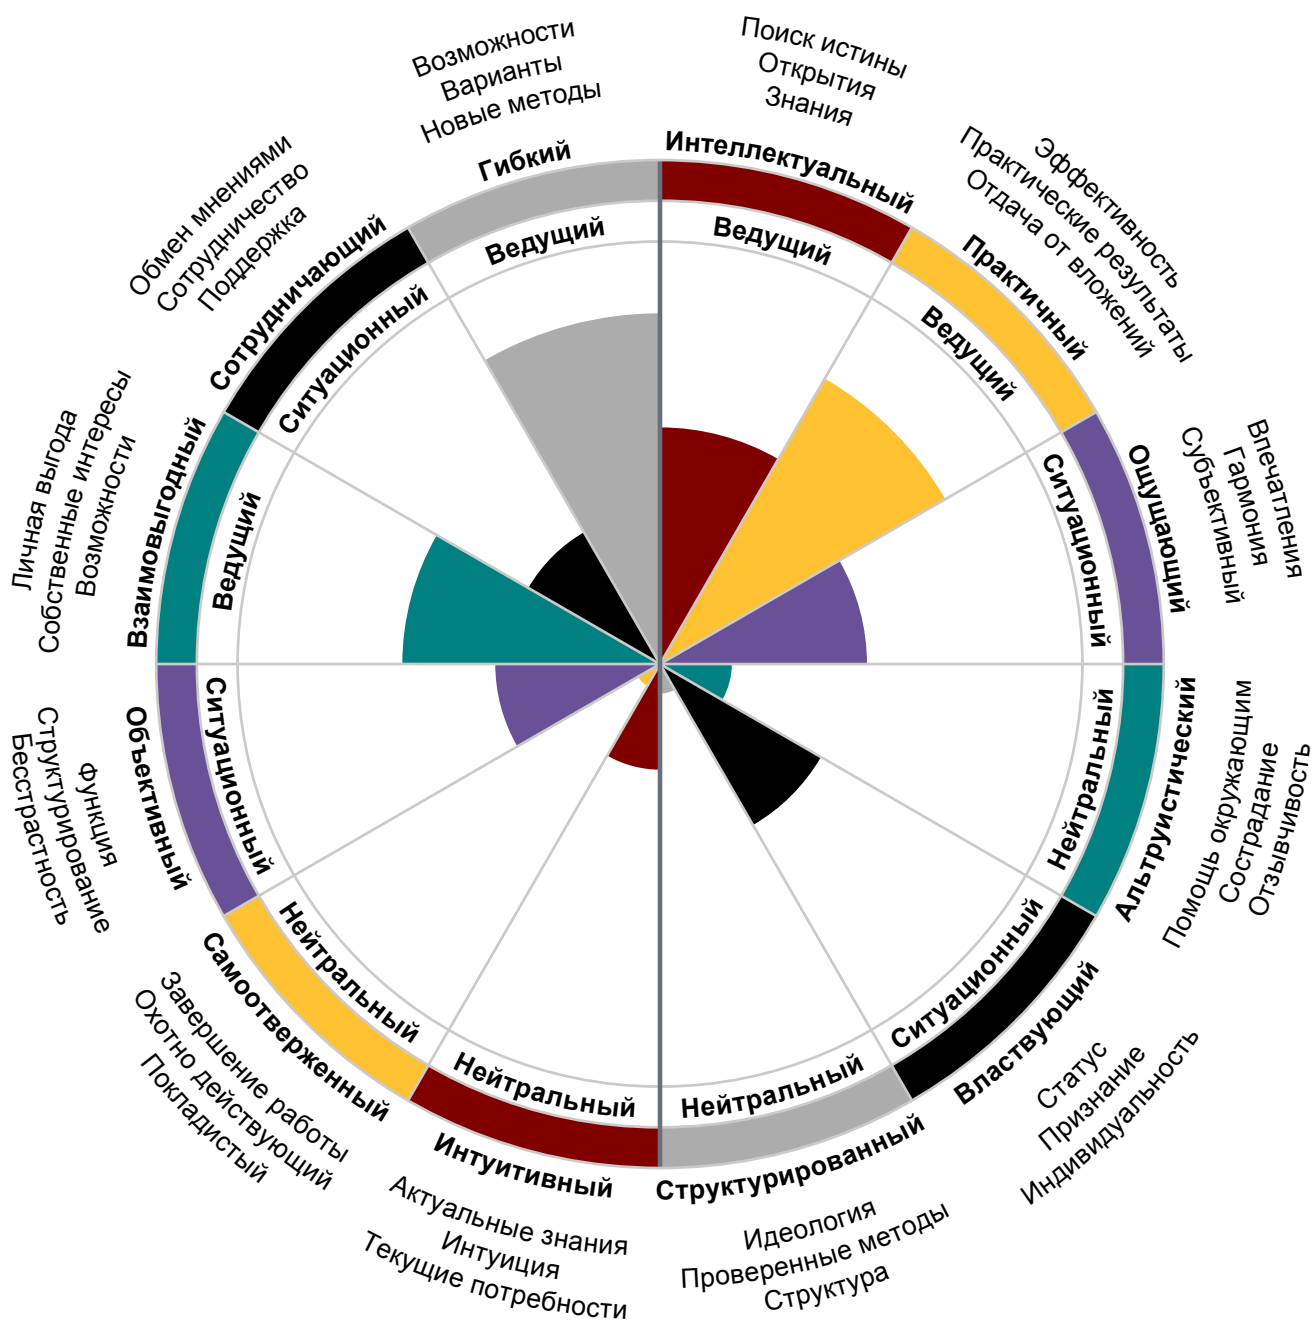 Поиск истины
Открытия
Знания
Интеллектуальный
Ведущий
Эффективность
Практические результаты
Отдача от вложений
Практичный
Ведущий
Впечатления
Гармония
Субъективный
Ощущающий
Ситуационный
Помощь окружающим
Сострадание
Отзывчивость
Альтруистический
Нейтральный
Статус
Признание
Индивидуальность
Властвующий
Ситуационный
Идеология
Проверенные методы
Структура
Структурированный
Нейтральный
Актуальные знания
Интуиция
Текущие потребности
Интуитивный
Нейтральный
Завершение работы
Охотно действующий
Покладистый
Самоотверженный
Нейтральный
Функция
Структурирование
Бесстрастность
Объективный
Ситуационный
Личная выгода
Собственные интересы
Возможности
Взаимовыгодный
Ведущий
Обмен мнениями
Сотрудничество
Поддержка
Сотрудничающий
Ситуационный
Возможности
Варианты
Новые методы
Гибкий
Ведущий